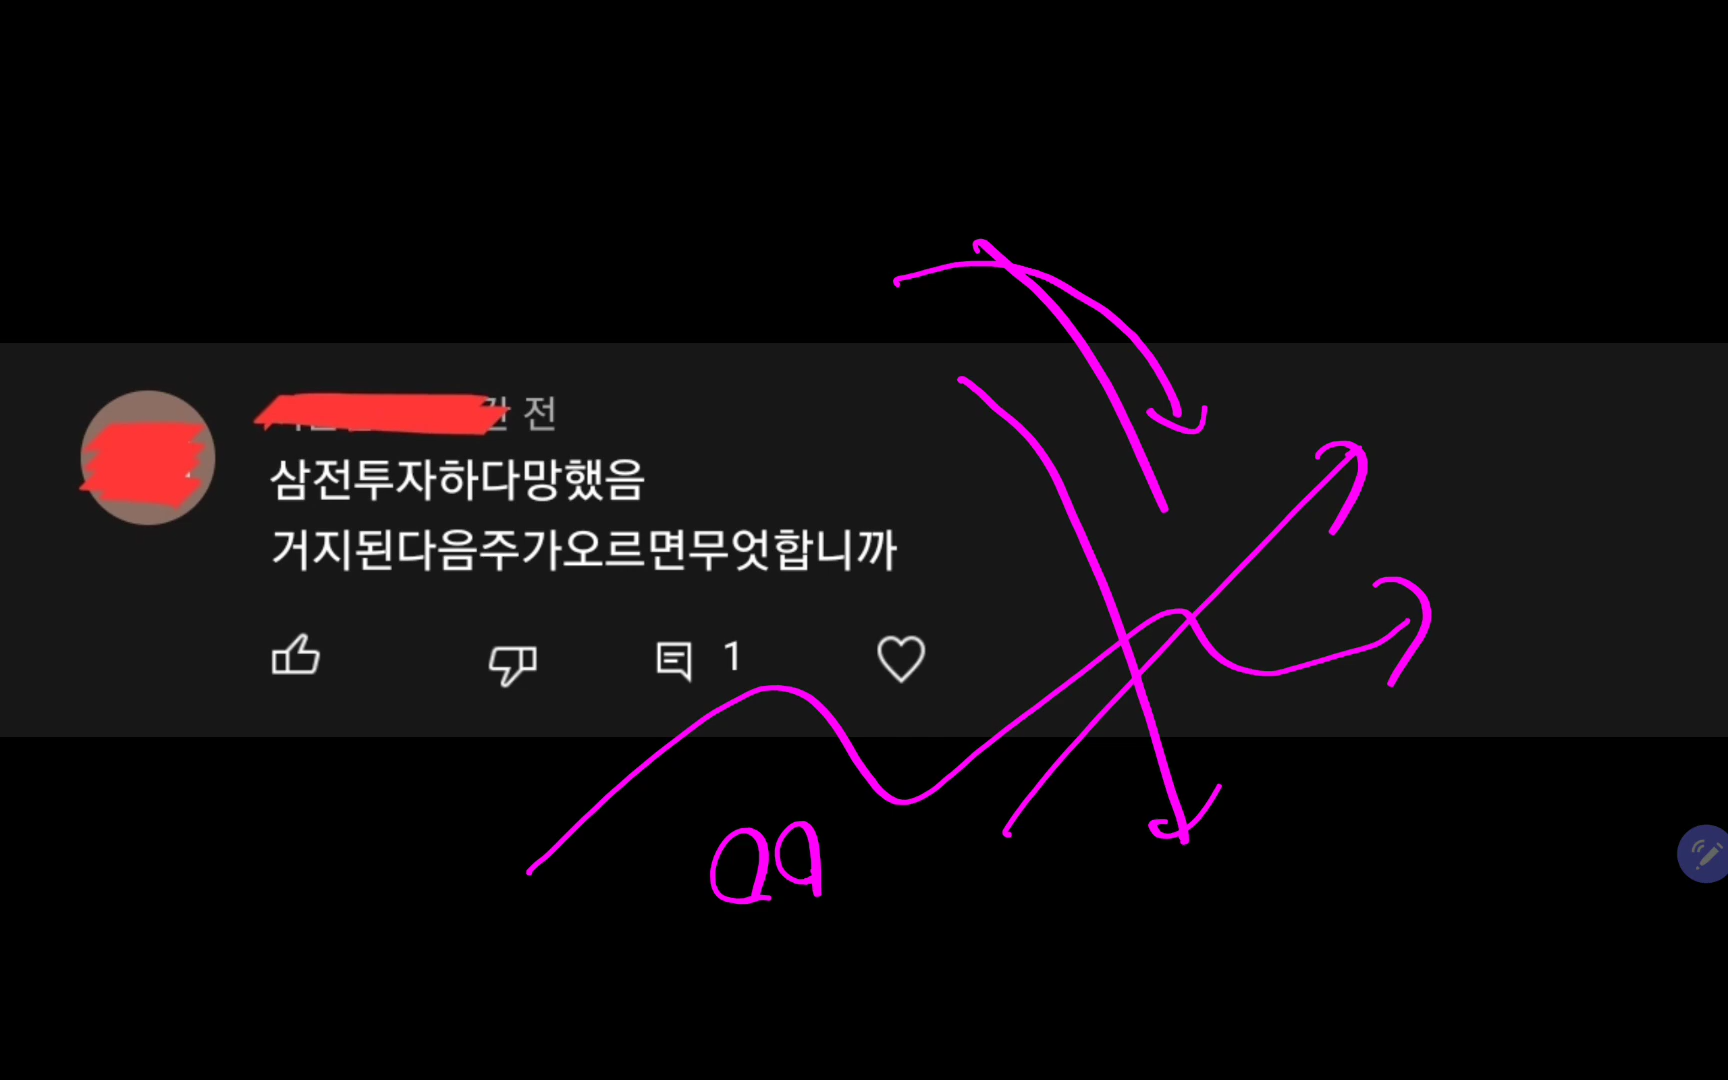 전
삼전투자하다망했음
거지된다음주가오르면무엇합니까
1